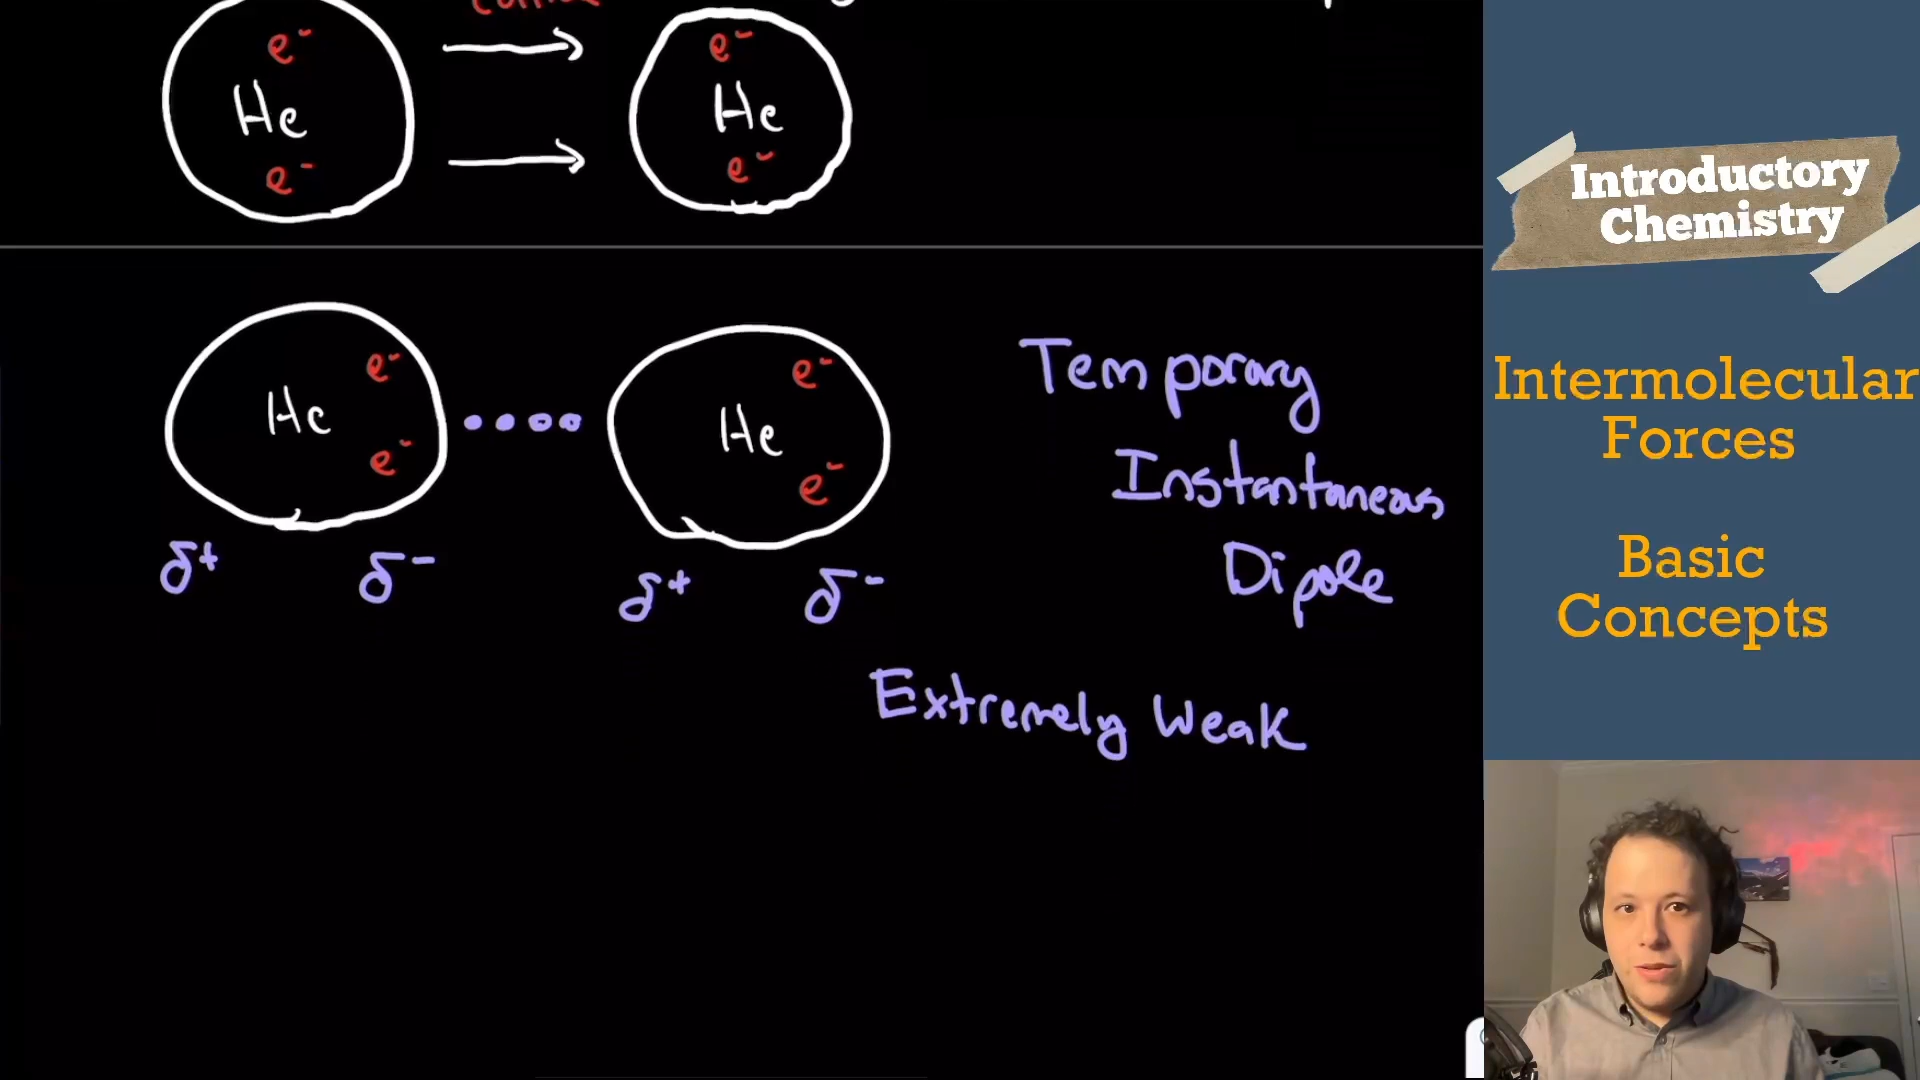 e⁻
e⁻
He
He
e⁻
e⁻
e⁻
e⁻
He
He
e⁻
e⁻
δ+
δ-
δ+
δ-
Temporary
Instantaneous
Dipole
Extremely Weak
Introductory
Chemistry
Intermolecular
Forces
Basic
Concepts